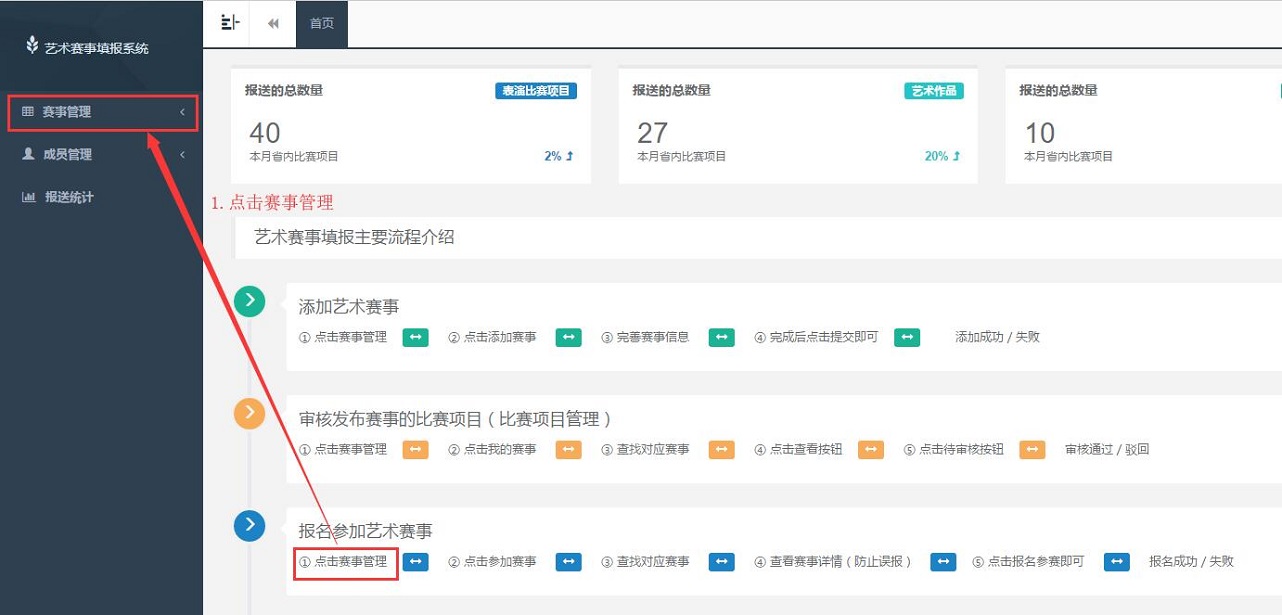 艺术赛事填报系统
首页
赛事管理
成员管理
报送统计
报送的总数量 表演比赛项目
40
本月省内比赛项目 2%
报送的总数量 艺术作品
27
本月省内比赛项目 20%
报送的总数量
10
本月省内比赛项目
1. 点击赛事管理
艺术赛事填报主要流程介绍
添加艺术赛事
① 点击赛事管理 ② 点击添加赛事 ③ 完善赛事信息 ④ 完成后点击提交即可 添加成功 / 失败
审核发布赛事的比赛项目 ( 比赛项目管理 )
① 点击赛事管理 ② 点击我的赛事 ③ 查找对应赛事 ④ 点击查看按钮 ⑤ 点击待审核按钮 审核通过 / 驳回
报名参加艺术赛事
① 点击赛事管理 ② 点击参加赛事 ③ 查找对应赛事 ④ 查看赛事详情 ( 防止误报 ) ⑤ 点击报名参赛即可 报名成功 / 失败